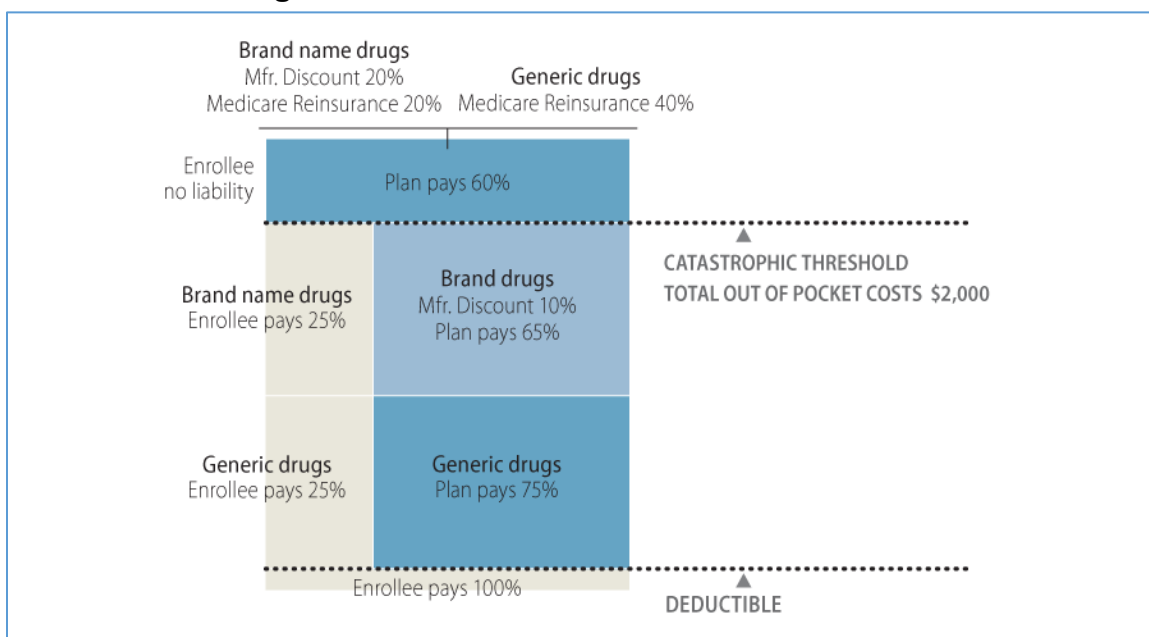 Brand name drugs
Mfr. Discount 20%
Medicare Reinsurance 20%
Generic drugs
Medicare Reinsurance 40%
Enrollee
no liability
Plan pays 60%
CATASTROPHIC THRESHOLD
TOTAL OUT OF POCKET COSTS $2,000
Brand name drugs
Enrollee pays 25%
Brand drugs
Mfr. Discount 10%
Plan pays 65%
Generic drugs
Enrollee pays 25%
Generic drugs
Plan pays 75%
Enrollee pays 100%
DEDUCTIBLE